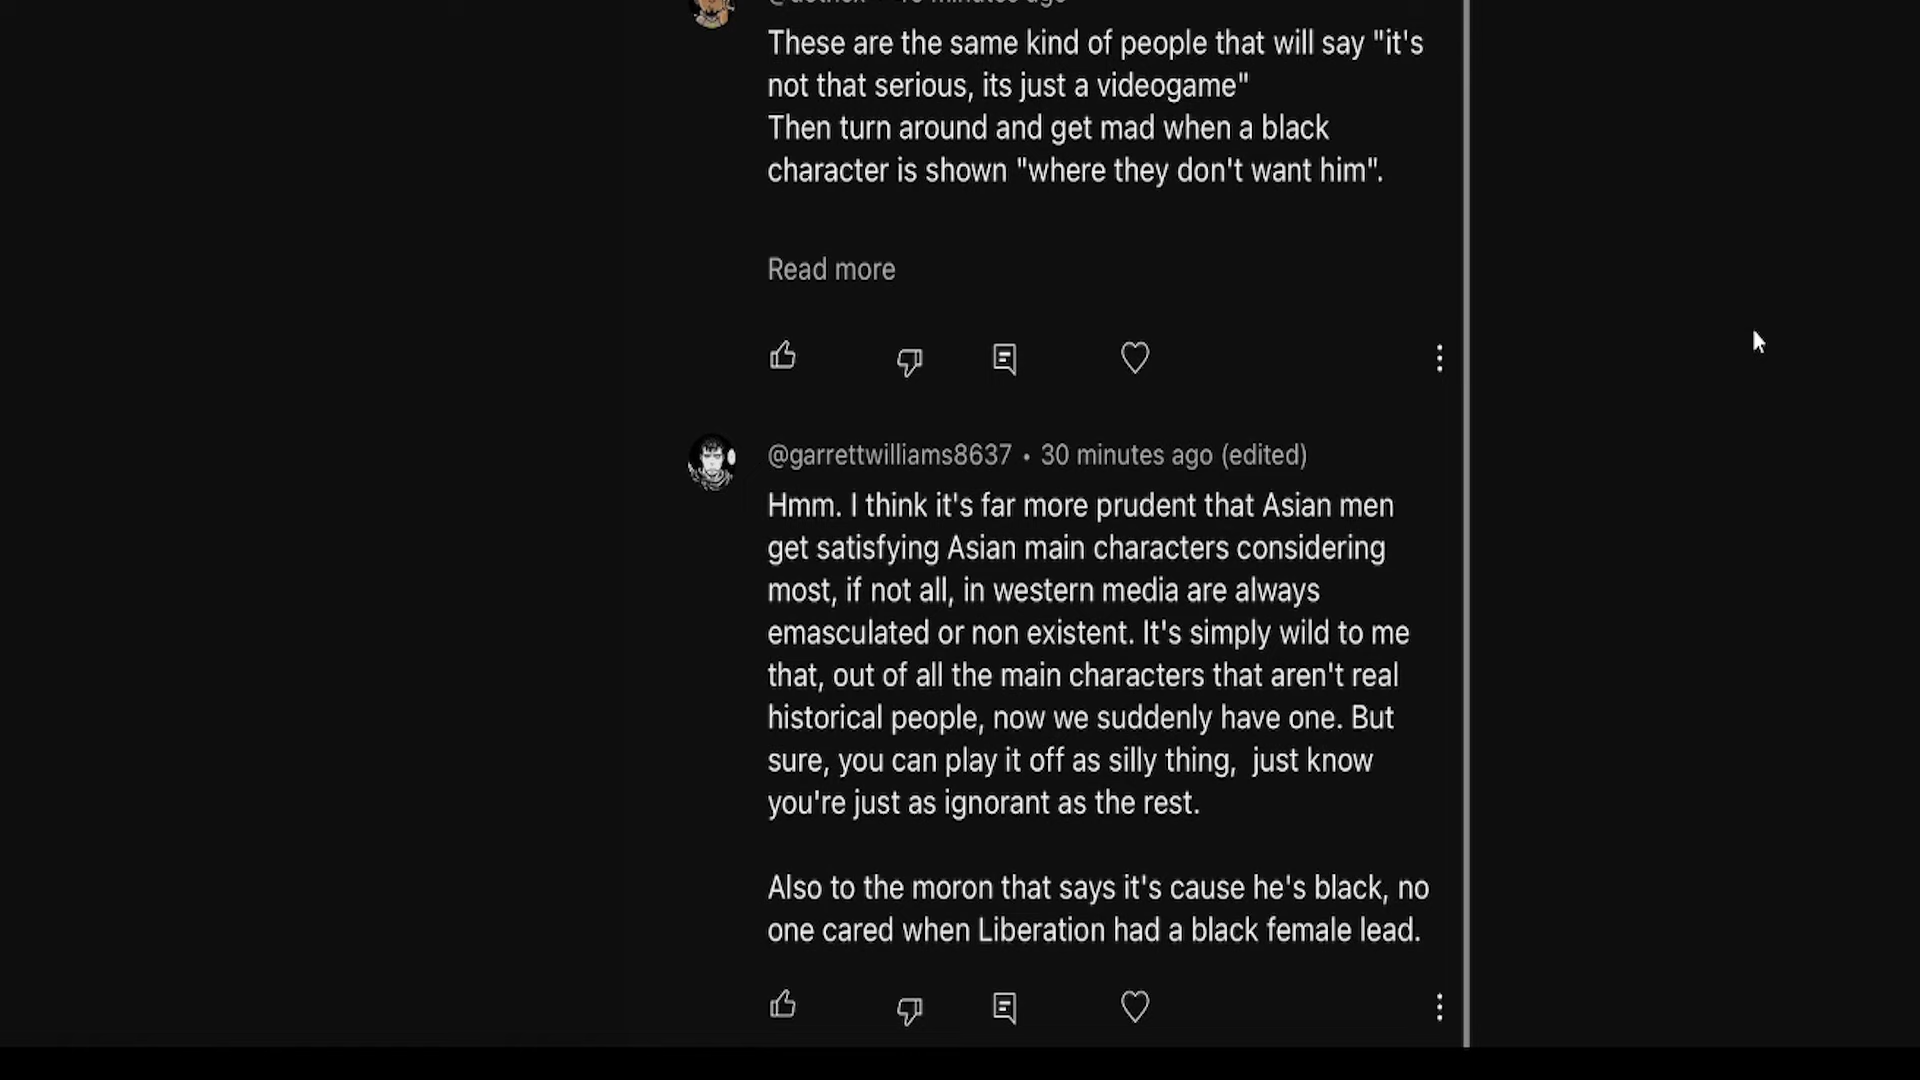 These are the same kind of people that will say "it's
not that serious, its just a videogame"
Then turn around and get mad when a black
character is shown "where they don't want him".
Read more
@garrettwilliams8637 • 30 minutes ago (edited)
Hmm. I think it's far more prudent that Asian men
get satisfying Asian main characters considering
most, if not all, in western media are always
emasculated or non existent. It's simply wild to me
that, out of all the main characters that aren't real
historical people, now we suddenly have one. But
sure, you can play it off as silly thing,  just know
you're just as ignorant as the rest.
Also to the moron that says it's cause he's black, no
one cared when Liberation had a black female lead.